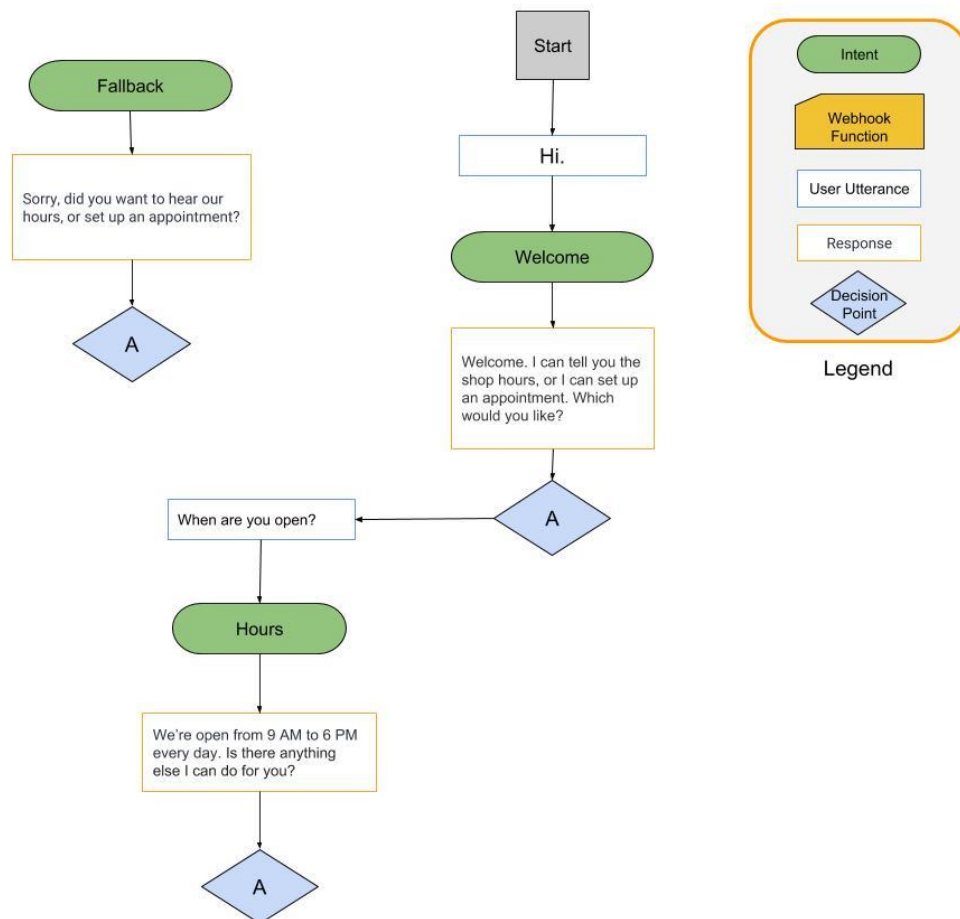 Start
Fallback
Hi.
Sorry, did you want to hear our
hours, or set up an appointment?
Welcome
A
Welcome. I can tell you the
shop hours, or I can set up
an appointment. Which
would you like?
A
When are you open?
Hours
We’re open from 9 AM to 6 PM
every day. Is there anything
else I can do for you?
A
Intent
Webhook
Function
User Utterance
Response
Decision
Point
Legend